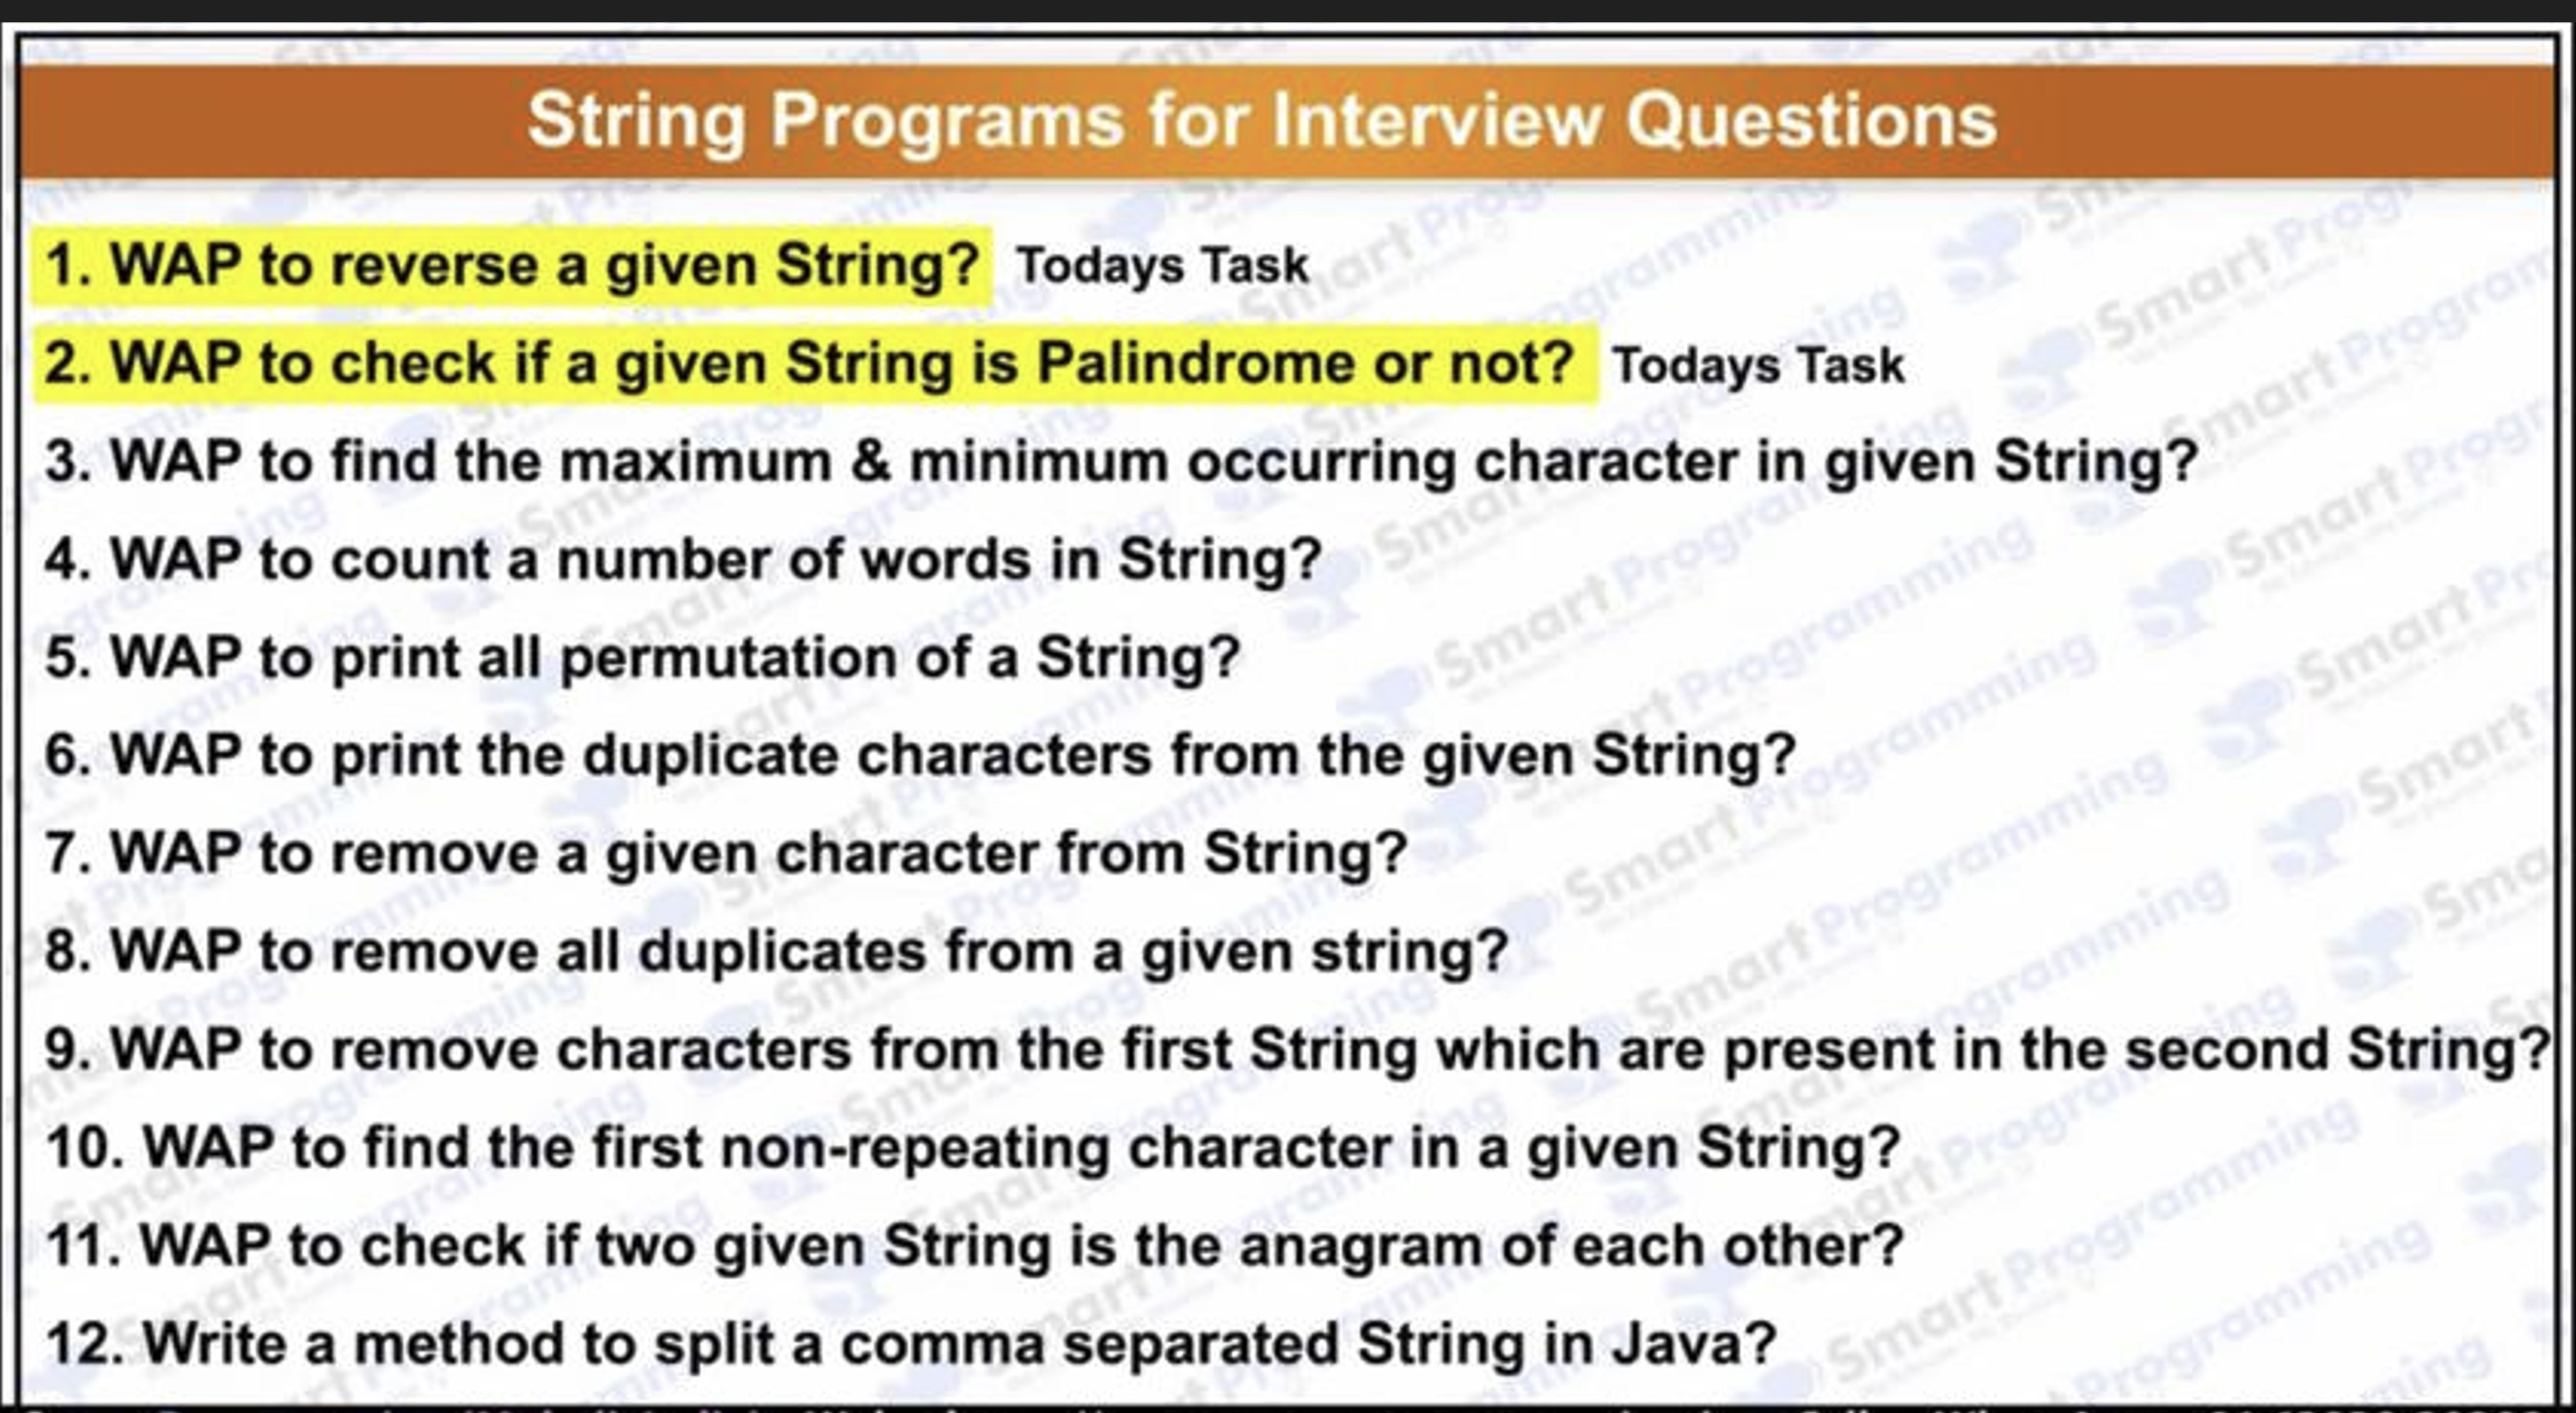 String Programs for Interview Questions
1. WAP to reverse a given String? Todays Task
2. WAP to check if a given String is Palindrome or not? Todays Task
3. WAP to find the maximum & minimum occurring character in given String?
4. WAP to count a number of words in String?
5. WAP to print all permutation of a String?
6. WAP to print the duplicate characters from the given String?
7. WAP to remove a given character from String?
8. WAP to remove all duplicates from a given string?
9. WAP to remove characters from the first String which are present in the second String?
10. WAP to find the first non-repeating character in a given String?
11. WAP to check if two given String is the anagram of each other?
12. Write a method to split a comma separated String in Java?
Smart Programming